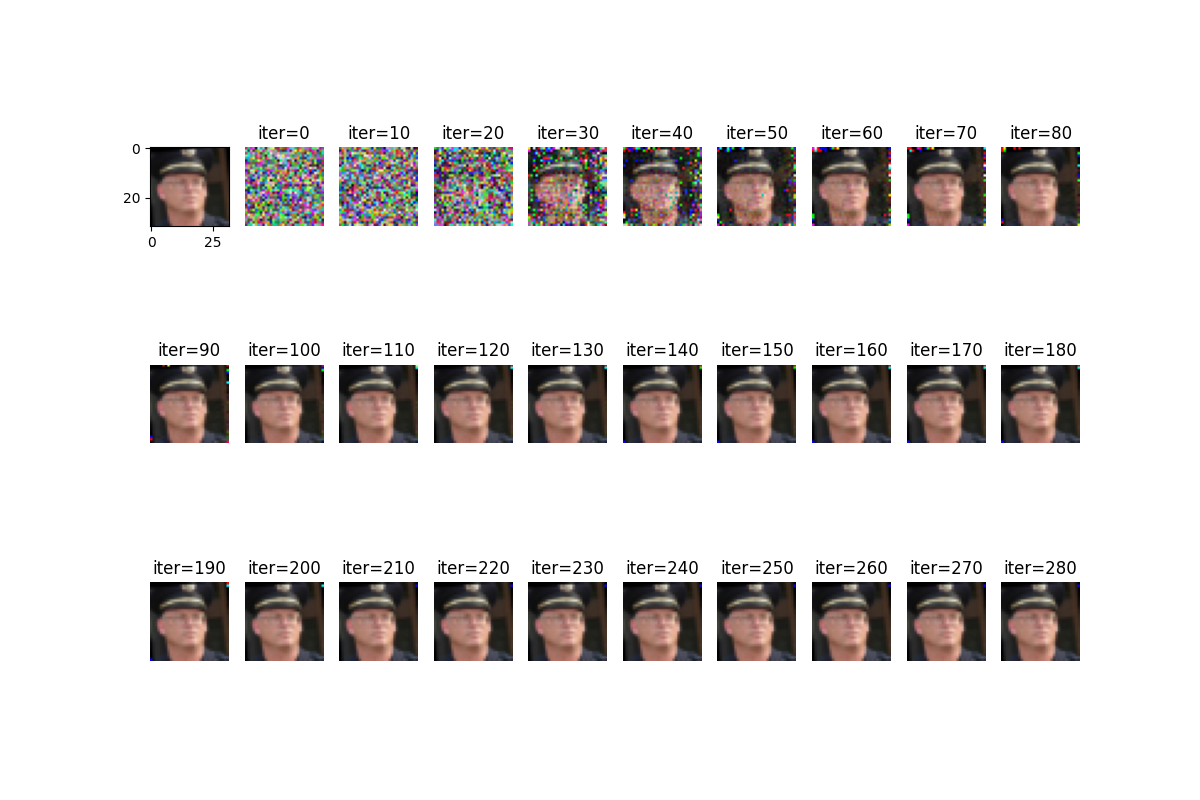 iter=0 iter=10 iter=20 iter=30 iter=40 iter=50 iter=60 iter=70 iter=80
0
20
0 25
iter=90 iter=100 iter=110 iter=120 iter=130 iter=140 iter=150 iter=160 iter=170 iter=180
iter=190 iter=200 iter=210 iter=220 iter=230 iter=240 iter=250 iter=260 iter=270 iter=280